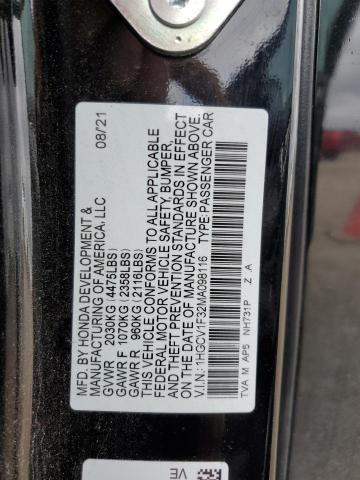 MFD. BY HONDA DEVELOPMENT & 08/21
MANUFACTURING OF AMERICA, LLC
GVWR 2030KG (4475LBS)
GAWR F 1070KG (2358LBS)
GAWR R 960KG (2116LBS)
THIS VEHICLE CONFORMS TO ALL APPLICABLE
FEDERAL MOTOR VEHICLE SAFETY, BUMPER,
AND THEFT PREVENTION STANDARDS IN EFFECT
ON THE DATE OF MANUFACTURE SHOWN ABOVE.
V.I.N.: 1HGCV1F32MA098116 TYPE: PASSENGER CAR
TVA M AP5 NH731P Z A
VE